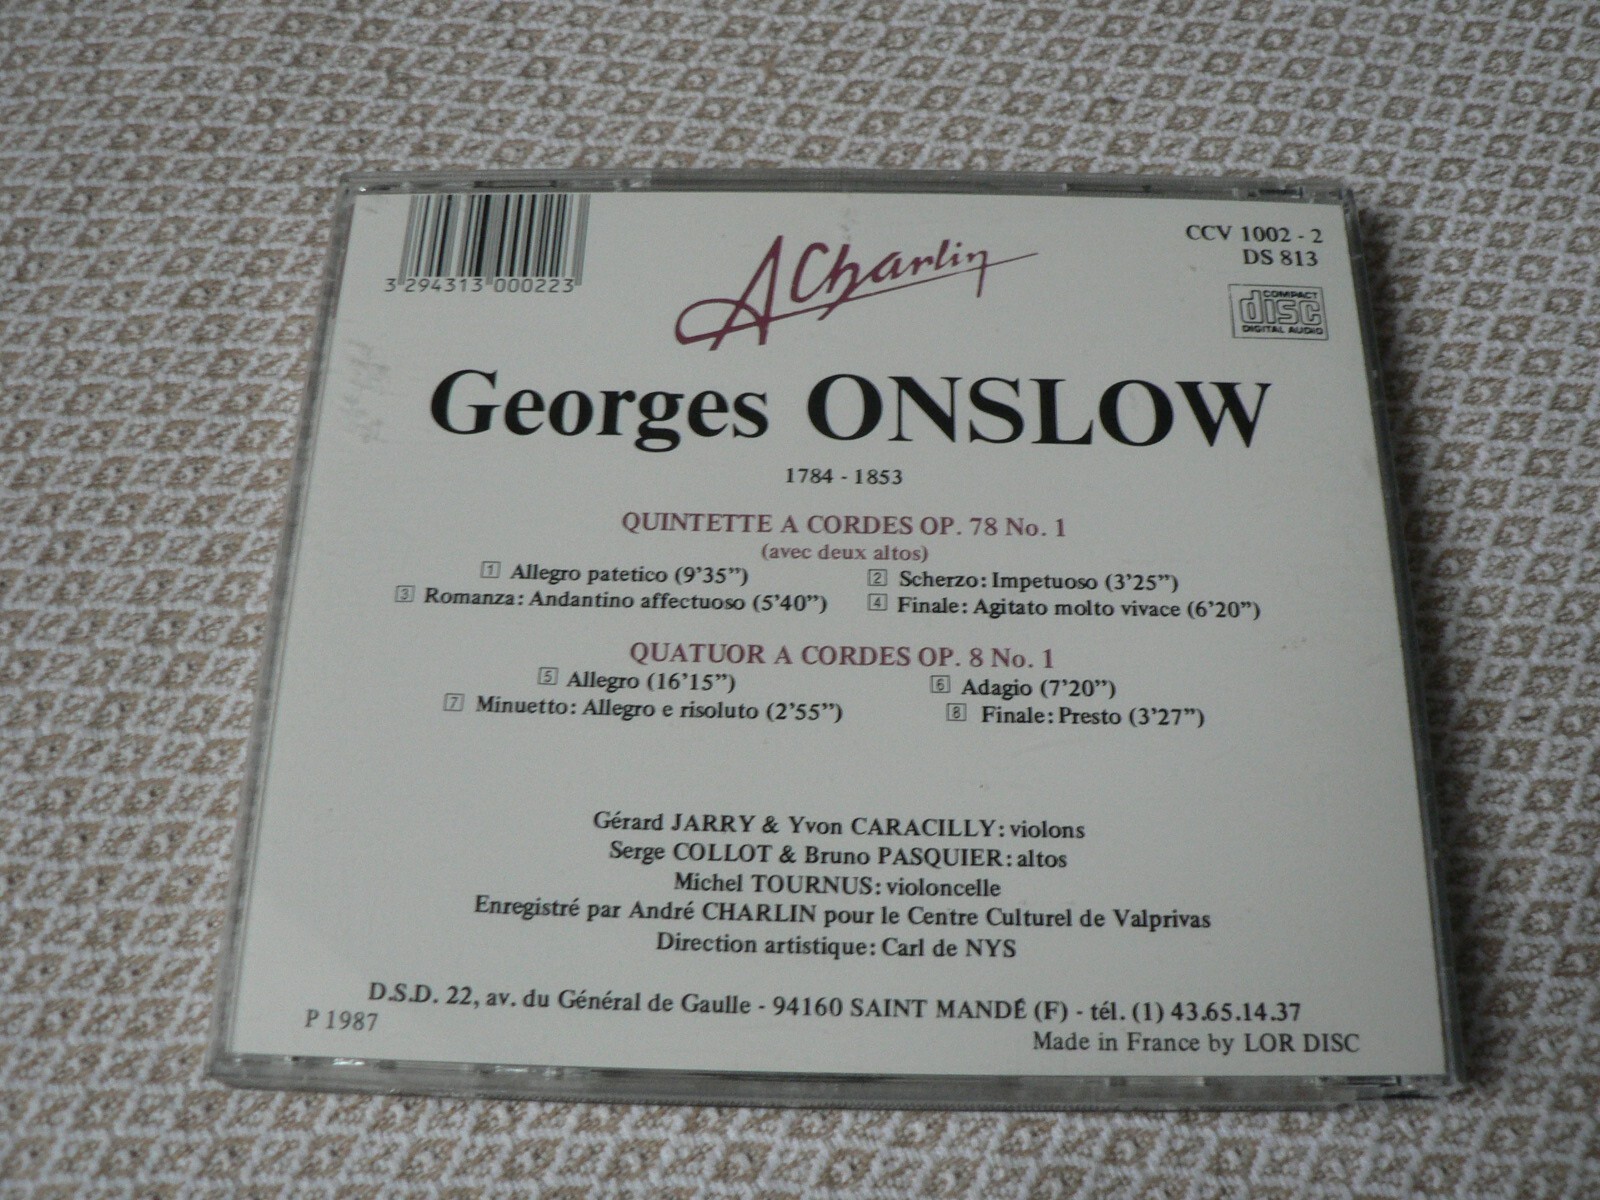 3 294313 000223
A Charlin
CCV 1002 - 2
DS 813
COMPACT
disc
DIGITAL AUDIO
Georges ONSLOW
1784 - 1853
QUINTETTE A CORDES OP. 78 No. 1
(avec deux altos)
1 Allegro patetico (9'35") 2 Scherzo: Impetuoso (3'25")
3 Romanza: Andantino affectuoso (5'40") 4 Finale: Agitato molto vivace (6'20")
QUATUOR A CORDES OP. 8 No. 1
5 Allegro (16'15") 6 Adagio (7'20")
7 Minuetto: Allegro e risoluto (2'55") 8 Finale: Presto (3'27")
Gérard JARRY & Yvon CARACILLY: violons
Serge COLLOT & Bruno PASQUIER: altos
Michel TOURNUS: violoncelle
Enregistré par André CHARLIN pour le Centre Culturel de Valprivas
Direction artistique: Carl de NYS
D.S.D. 22, av. du Général de Gaulle - 94160 SAINT MANDÉ (F) - tél. (1) 43.65.14.37
P 1987
Made in France by LOR DISC